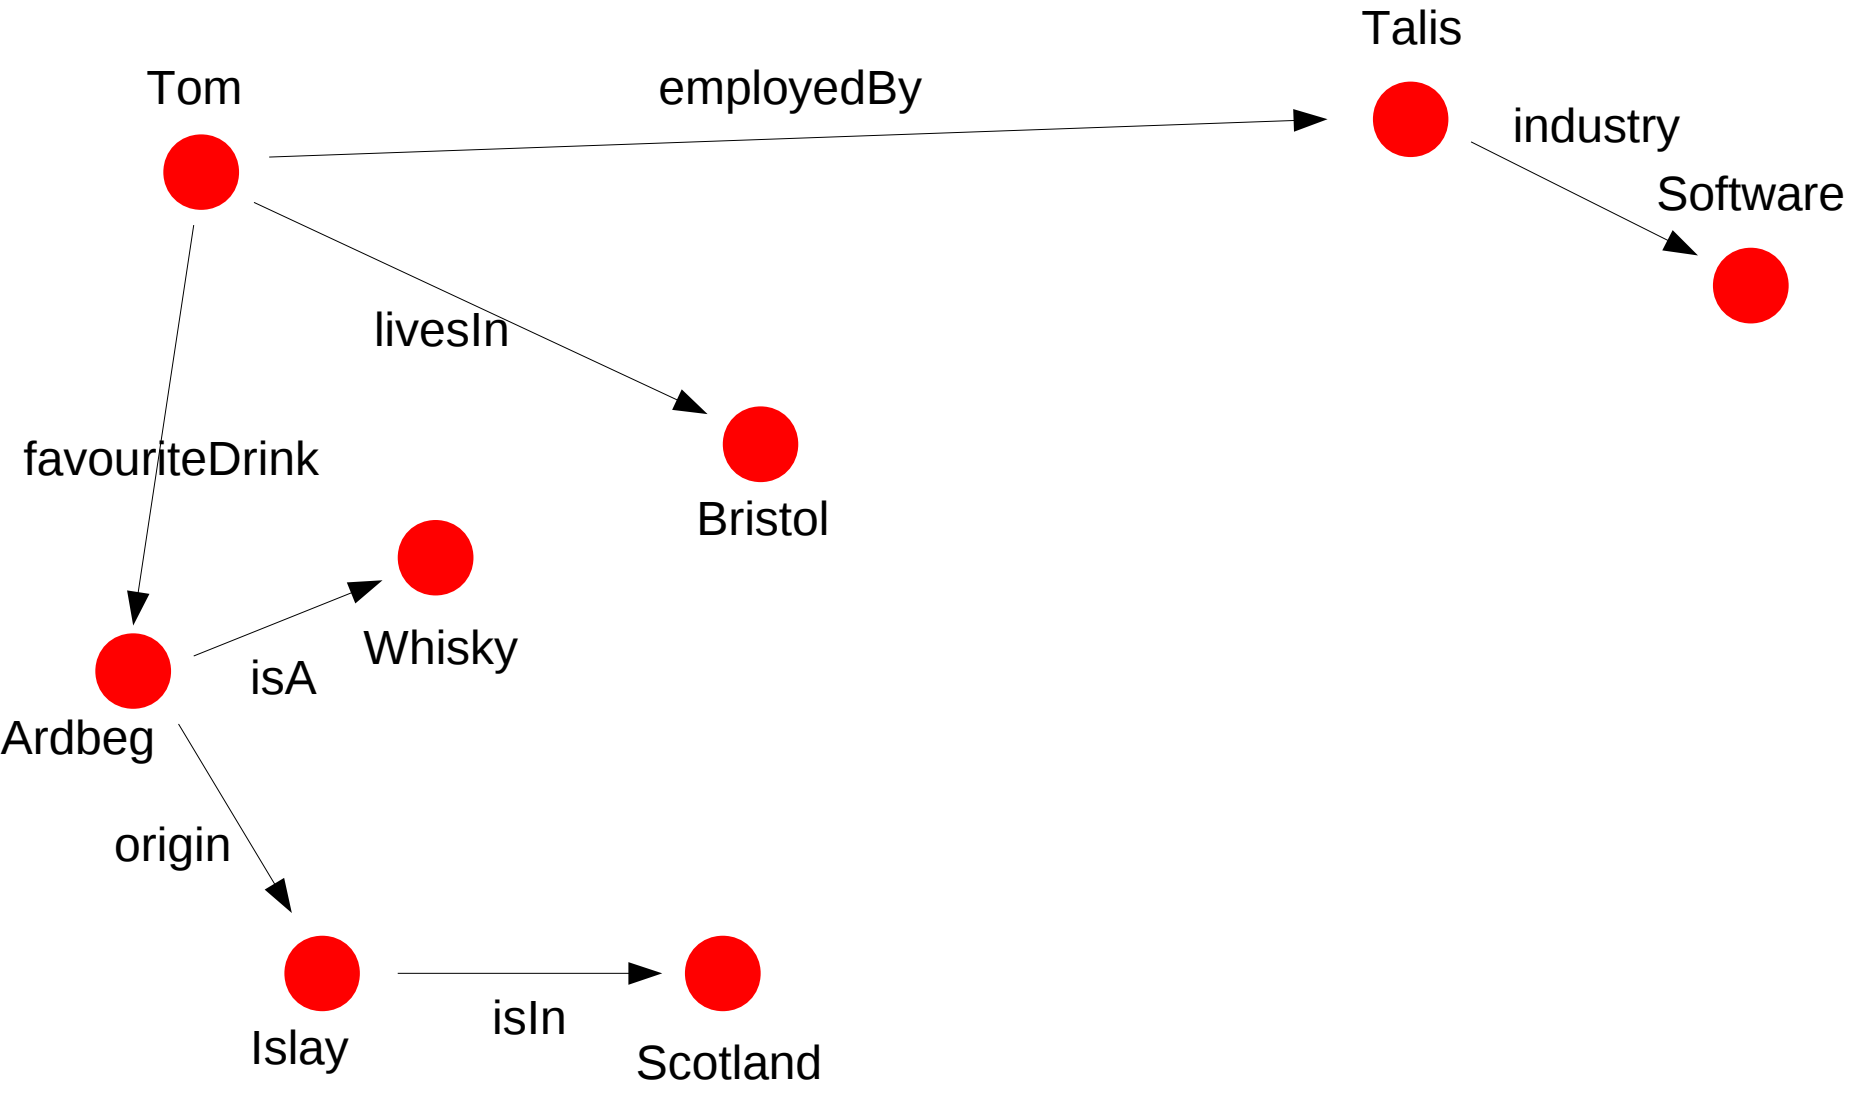 Talis
Tom
employedBy
industry
Software
livesIn
favouriteDrink
Bristol
Whisky
isA
Ardbeg
origin
isIn
Islay
Scotland